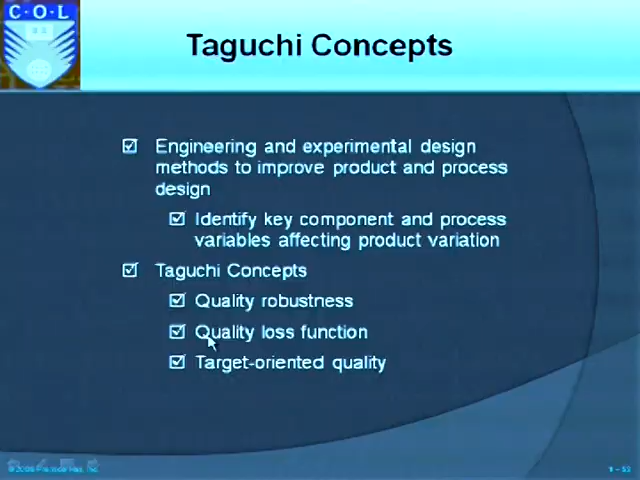 C·O·L
Taguchi Concepts
Engineering and experimental design
methods to improve product and process
design
Identify key component and process
variables affecting product variation
Taguchi Concepts
Quality robustness
Quality loss function
Target-oriented quality
Inc.